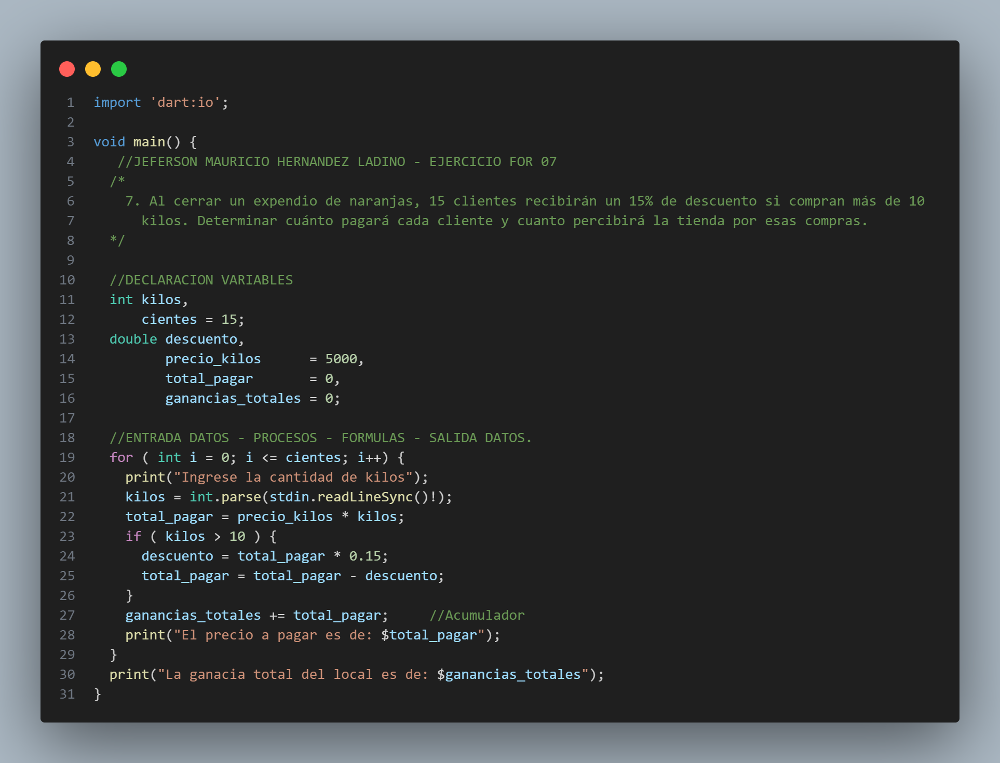 1 import 'dart:io';
2
3 void main() {
4    //JEFERSON MAURICIO HERNANDEZ LADINO - EJERCICIO FOR 07
5   /*
6     7. Al cerrar un expendio de naranjas, 15 clientes recibirán un 15% de descuento si compran más de 10
7       kilos. Determinar cuánto pagará cada cliente y cuanto percibirá la tienda por esas compras.
8   */
9
10   //DECLARACION VARIABLES
11   int kilos,
12       cientes = 15;
13   double descuento,
14          precio_kilos      = 5000,
15          total_pagar       = 0,
16          ganancias_totales = 0;
17
18   //ENTRADA DATOS - PROCESOS - FORMULAS - SALIDA DATOS.
19   for ( int i = 0; i <= cientes; i++) {
20     print("Ingrese la cantidad de kilos");
21     kilos = int.parse(stdin.readLineSync()!);
22     total_pagar = precio_kilos * kilos;
23     if ( kilos > 10 ) {
24       descuento = total_pagar * 0.15;
25       total_pagar = total_pagar - descuento;
26     }
27     ganancias_totales += total_pagar;     //Acumulador
28     print("El precio a pagar es de: $total_pagar");
29   }
30   print("La ganacia total del local es de: $ganancias_totales");
31 }